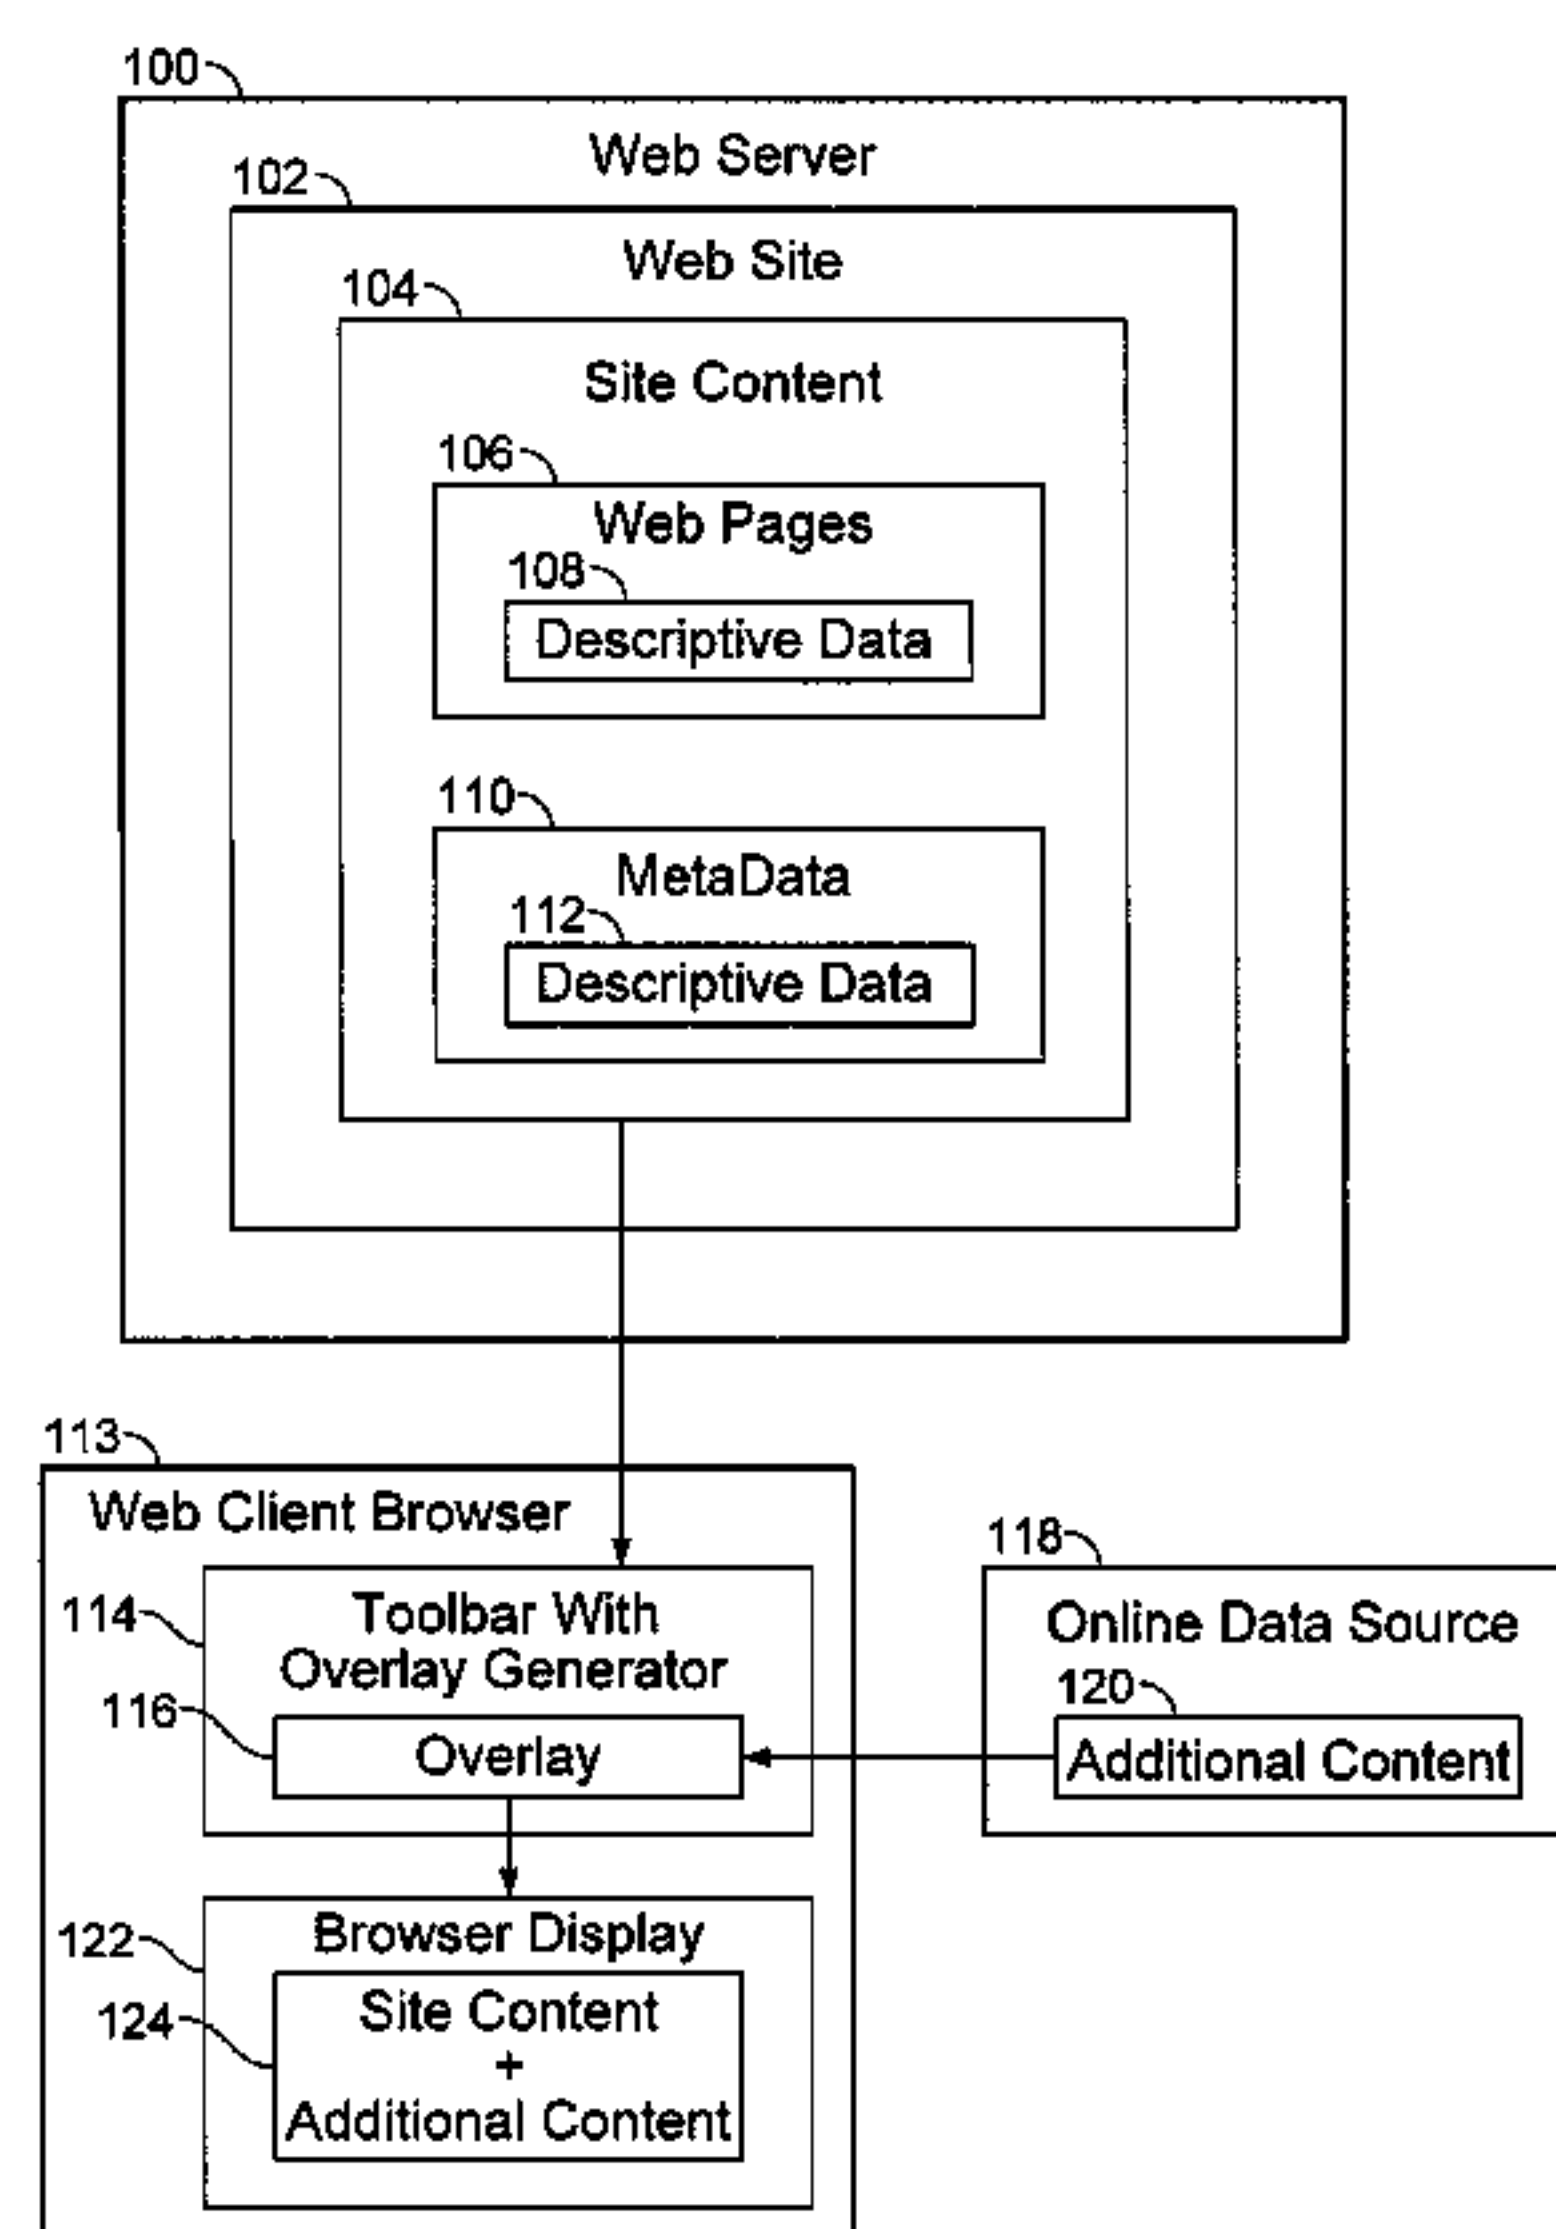 100
Web Server
102
Web Site
104
Site Content
106
Web Pages
108
Descriptive Data
110
MetaData
112
Descriptive Data
113
Web Client Browser
114
Toolbar With
Overlay Generator
116
Overlay
118
Online Data Source
120
Additional Content
122
Browser Display
124
Site Content
+
Additional Content